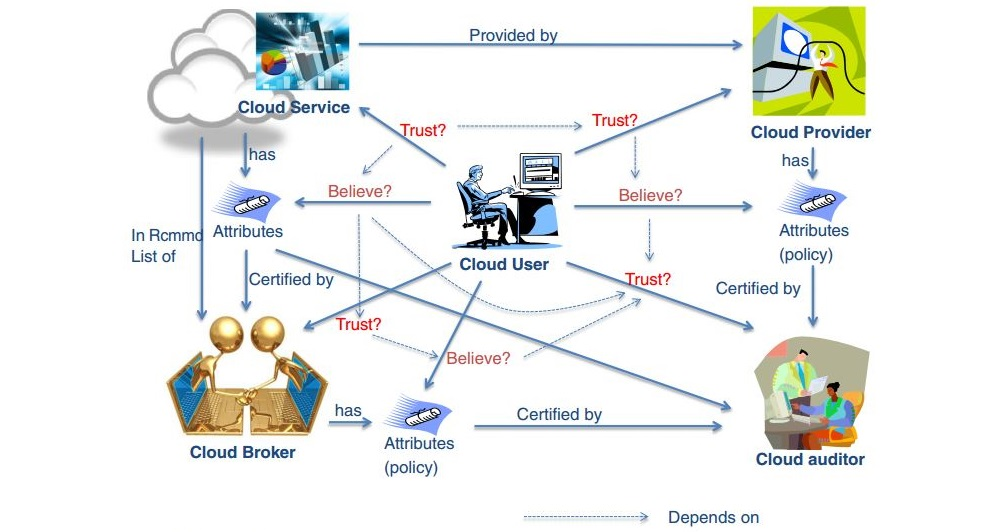 Provided by
Cloud Service
Trust?
Trust?
Cloud Provider
has
has
Believe?
Believe?
Attributes
Attributes
(policy)
In Rcmmd
List of
Cloud User
Certified by
Trust?
Certified by
Trust?
Believe?
has
Certified by
Attributes
(policy)
Cloud Broker
Cloud auditor
Depends on